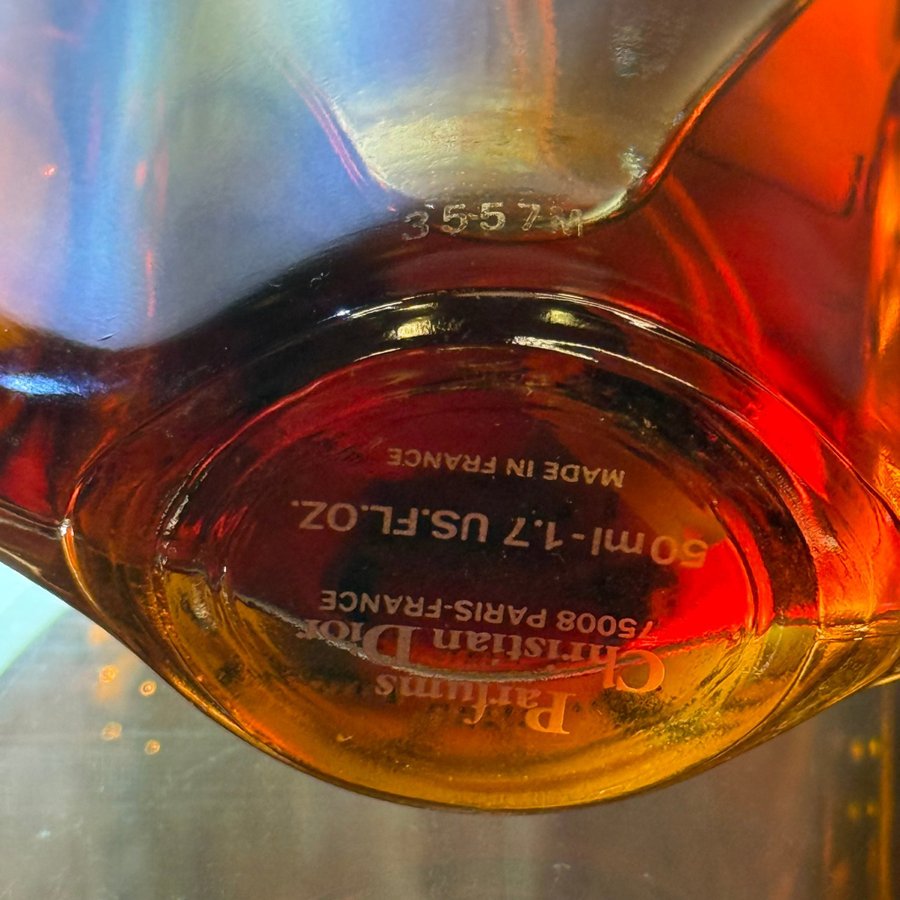 3557M
Parfums
Christian Dior
75008 PARIS-FRANCE
50 ml - 1.7 US.FL.OZ.
MADE IN FRANCE